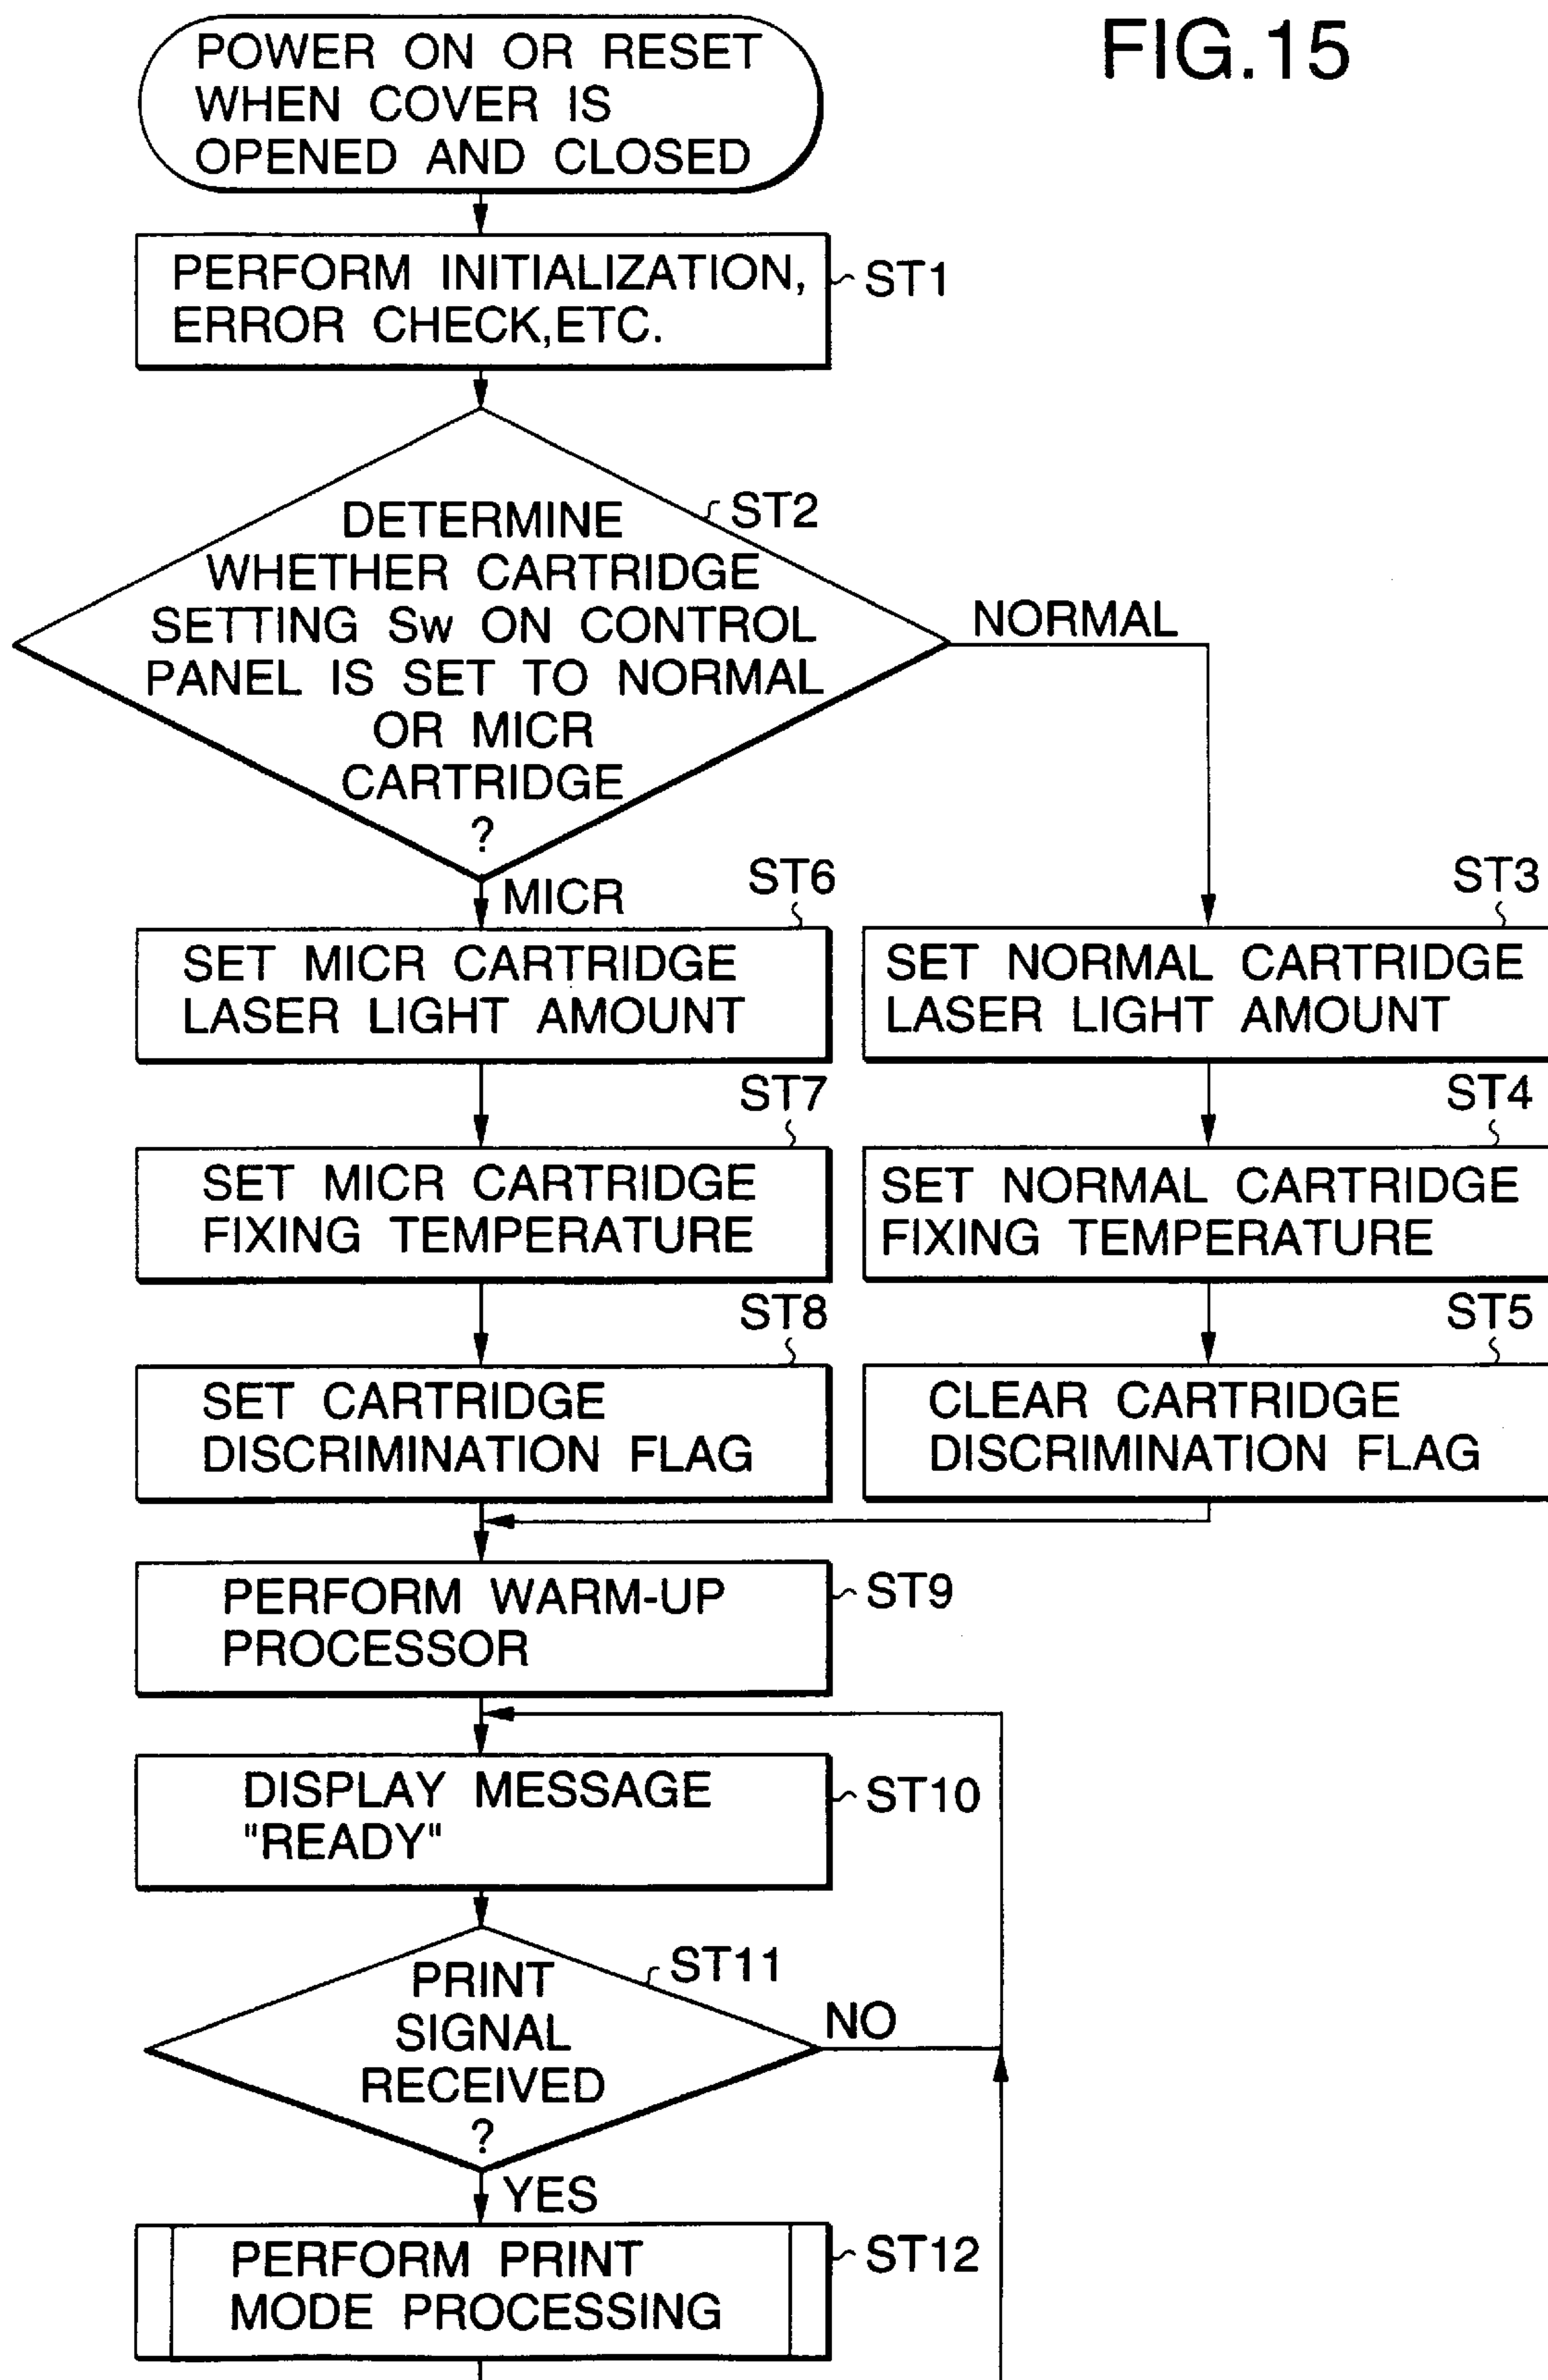 FIG.15
POWER ON OR RESET
WHEN COVER IS
OPENED AND CLOSED
PERFORM INITIALIZATION,
ERROR CHECK,ETC.
ST1
ST2
DETERMINE
WHETHER CARTRIDGE
SETTING Sw ON CONTROL
PANEL IS SET TO NORMAL
OR MICR
CARTRIDGE
?
NORMAL
MICR
ST6
SET MICR CARTRIDGE
LASER LIGHT AMOUNT
ST3
SET NORMAL CARTRIDGE
LASER LIGHT AMOUNT
ST7
SET MICR CARTRIDGE
FIXING TEMPERATURE
ST4
SET NORMAL CARTRIDGE
FIXING TEMPERATURE
ST8
SET CARTRIDGE
DISCRIMINATION FLAG
ST5
CLEAR CARTRIDGE
DISCRIMINATION FLAG
PERFORM WARM-UP
PROCESSOR
ST9
DISPLAY MESSAGE
"READY"
ST10
ST11
PRINT
SIGNAL
RECEIVED
?
NO
YES
PERFORM PRINT
MODE PROCESSING
ST12